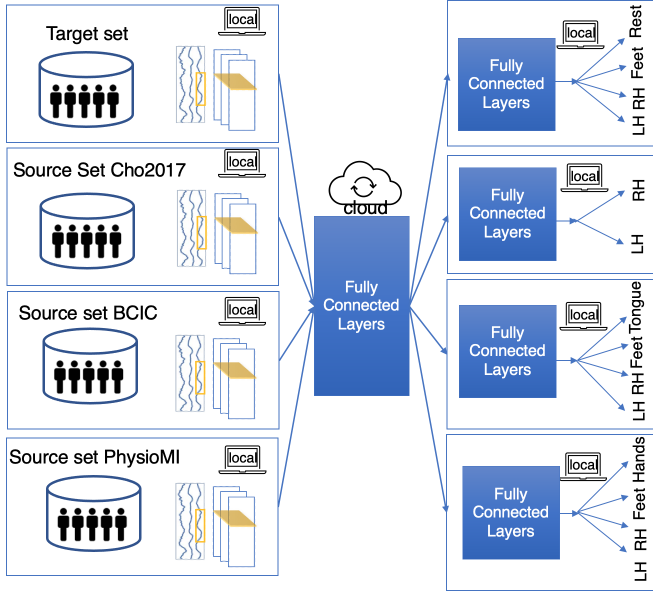 Target set
local
Source Set Cho2017
local
Source set BCIC
local
Source set PhysioMI
local
cloud
Fully
Connected
Layers
Fully
Connected
Layers
local
Rest
Feet
RH
LH
Fully
Connected
Layers
local
RH
LH
Fully
Connected
Layers
local
Tongue
Feet
RH
LH
Fully
Connected
Layers
local
Hands
Feet
RH
LH